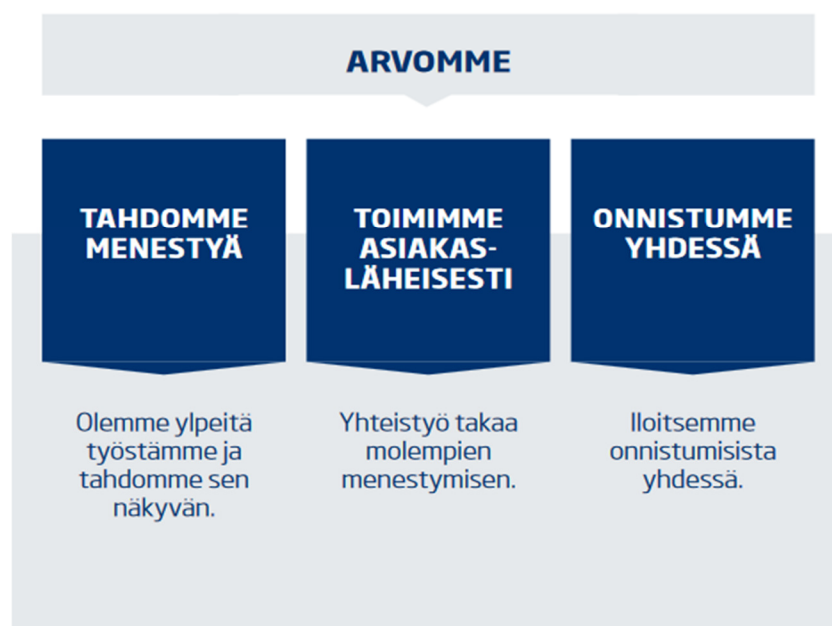 ARVOMME
TAHDOMME
MENESTYÄ
Olemme ylpeitä
työstämme ja
tahdomme sen
näkyvän.
TOIMIMME
ASIAKAS-
LÄHEISESTI
Yhteistyö takaa
molempien
menestymisen.
ONNISTUMME
YHDESSÄ
Iloitsemme
onnistumisista
yhdessä.